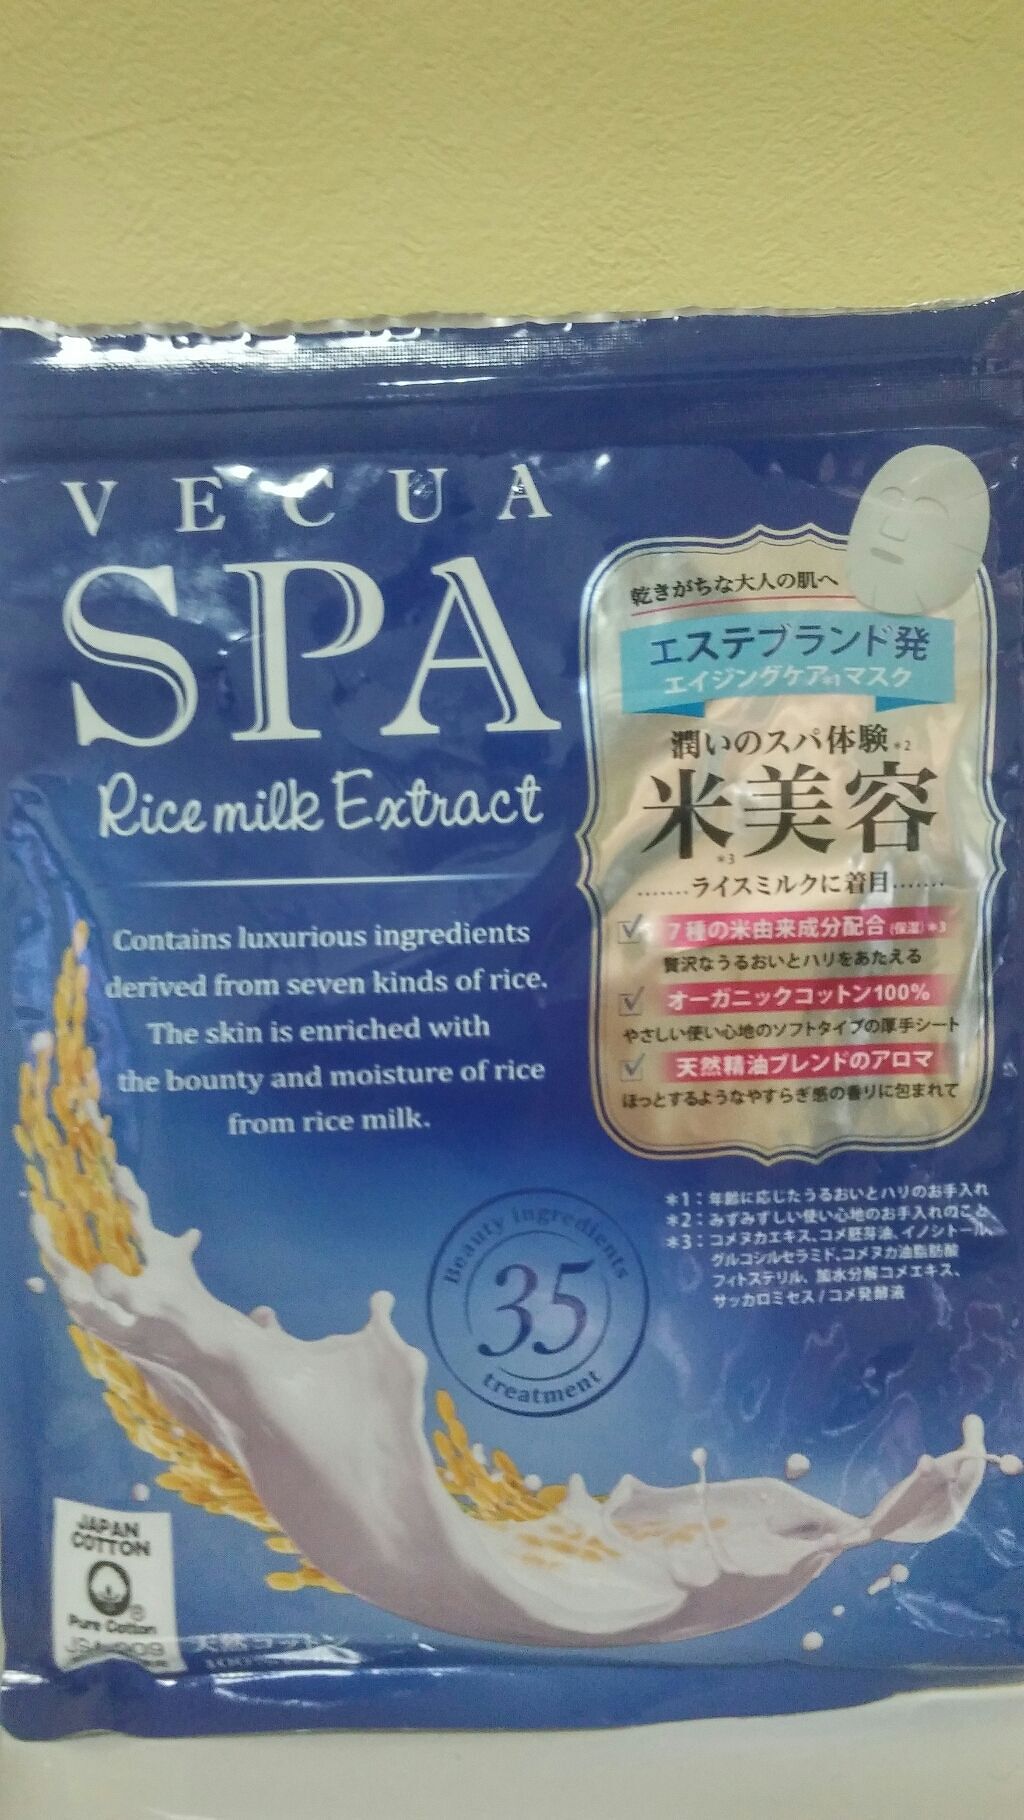 VECUA
SPA
Rice milk Extract
Contains luxurious ingredients
derived from seven kinds of rice.
The skin is enriched with
the bounty and moisture of rice
from rice milk.
乾きがちな大人の肌へ
エステブランド発
エイジングケア*1マスク
潤いのスパ体験*2
米美容
*3
……ライスミルクに着目……
7種の米由来成分配合(保湿)*3
贅沢なうるおいとハリをあたえる
オーガニックコットン100%
やさしい使い心地のソフトタイプの厚手シート
天然精油ブレンドのアロマ
ほっとするようなやすらぎ感の香りに包まれて
*1:年齢に応じたうるおいとハリのお手入れ
*2:みずみずしい使い心地のお手入れのこと
*3:コメヌカエキス、コメ胚芽油、イノシトール、
グルコシルセラミド、コメヌカ油脂肪酸
フィトステリル、加水分解コメエキス、
サッカロミセス/コメ発酵液
Beauty ingredients
35
treatment
JAPAN
COTTON
®
Pure Cotton
天然コットン